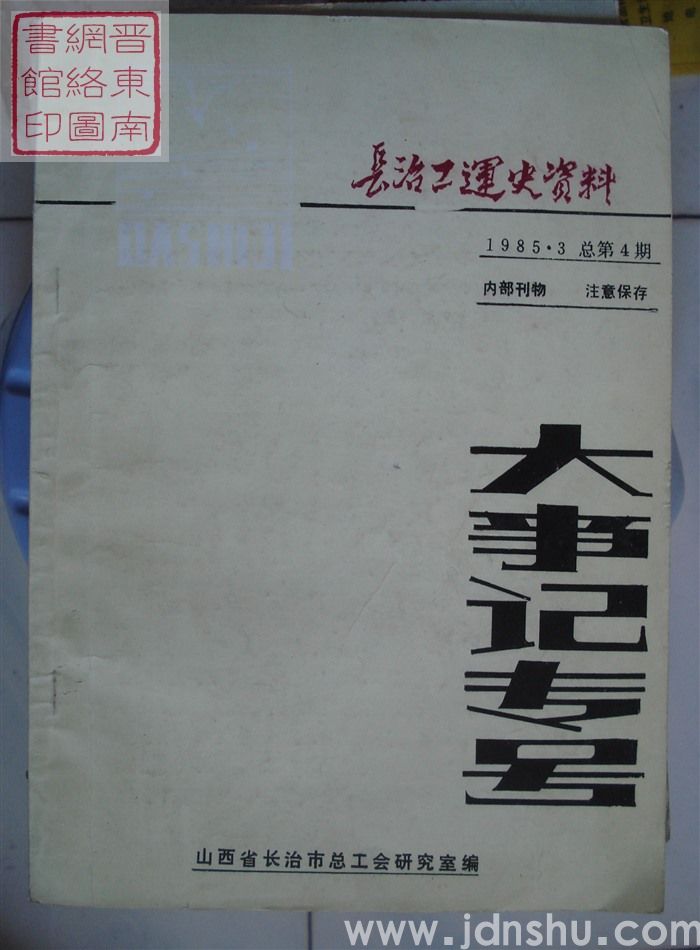 晋東南
網絡圖
書館印
長治工運史资料
1985·3 总第4期
内部刊物 注意保存
大事记专号
山西省长治市总工会研究室编
www.jdnshu.com